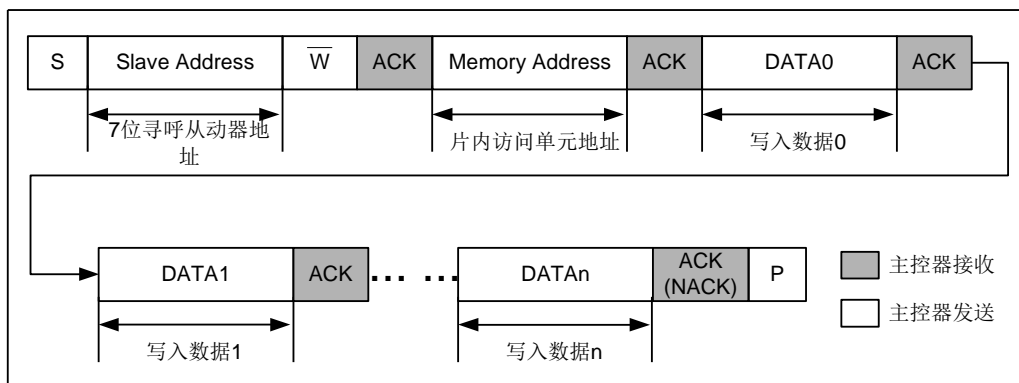 S Slave Address W̅ ACK Memory Address ACK DATA0 ACK
7位寻呼从动器地
址
片内访问单元地址
写入数据0
DATA1 ACK ... ... DATAn ACK
(NACK) P
主控器接收
主控器发送
写入数据1
写入数据n